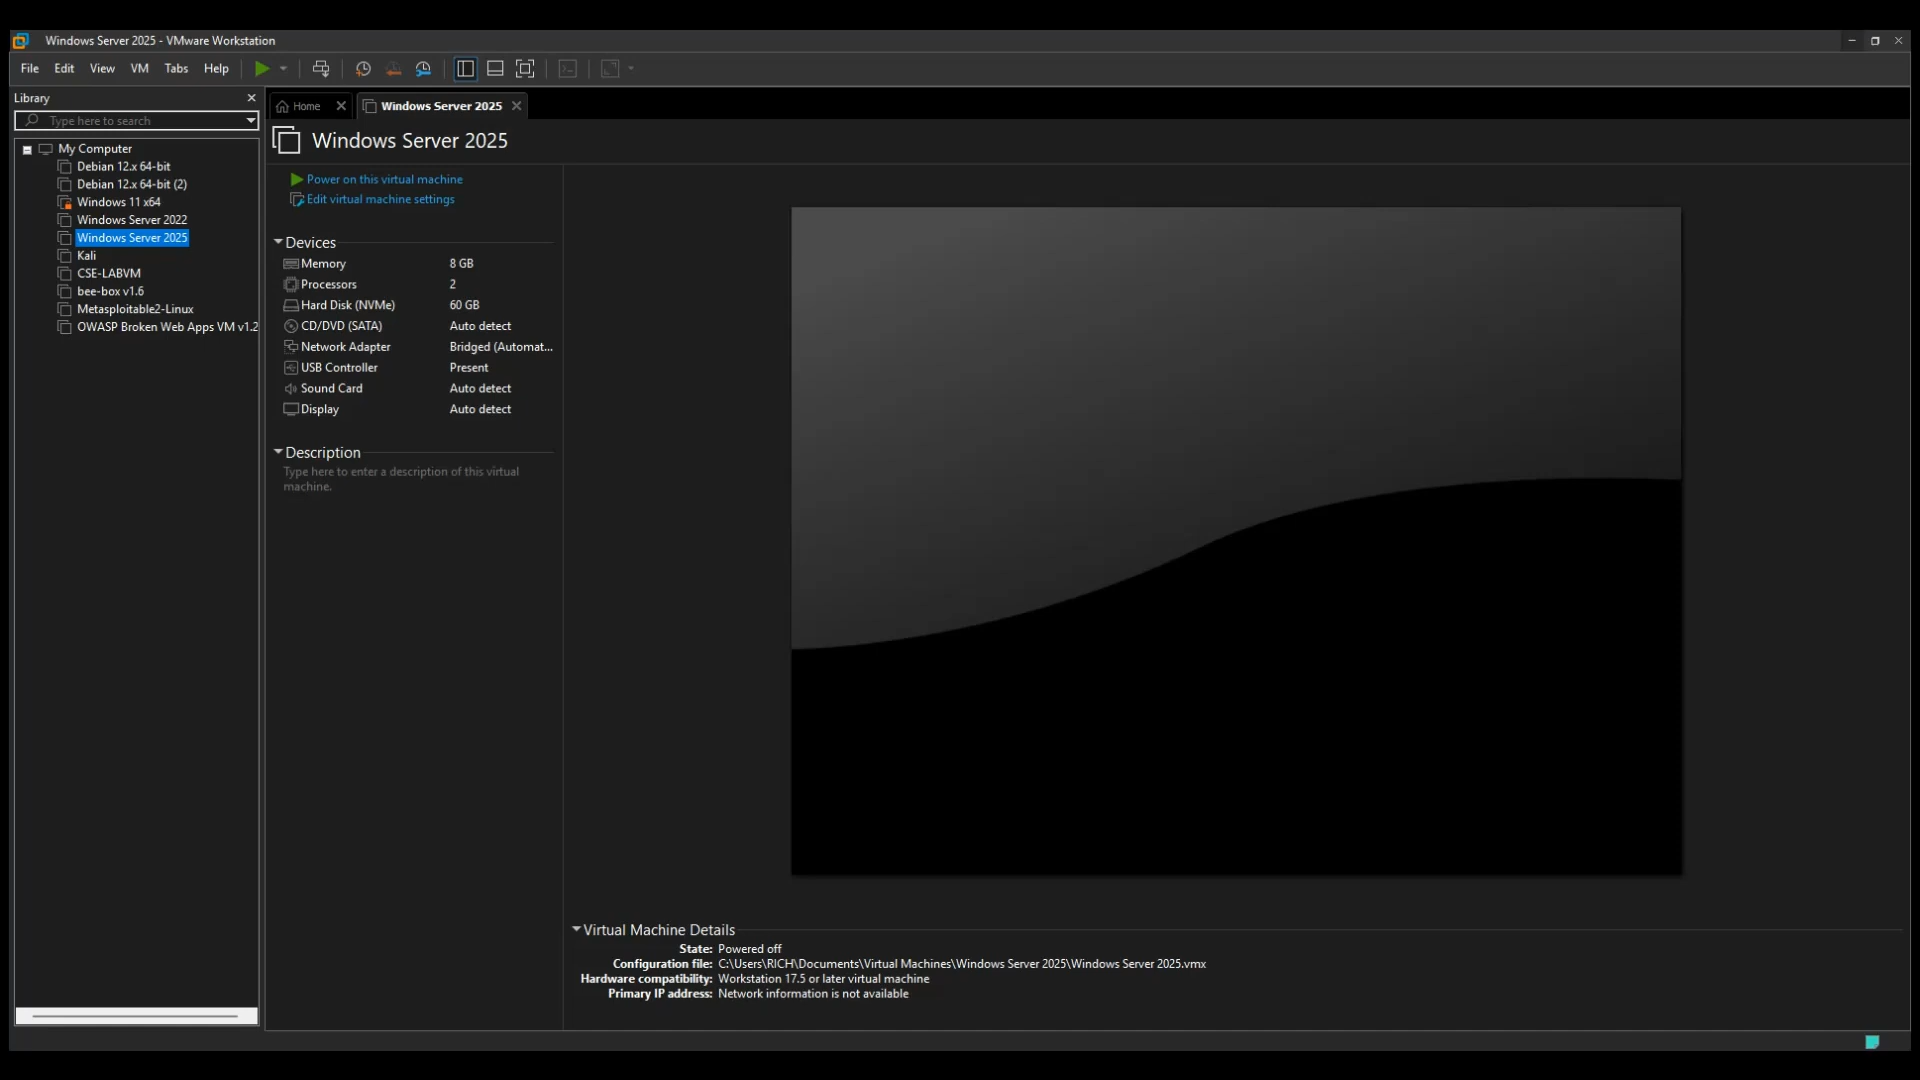 Windows Server 2025 - VMware Workstation
File Edit View VM Tabs Help
Library
Type here to search
My Computer
Debian 12.x 64-bit
Debian 12.x 64-bit (2)
Windows 11 x64
Windows Server 2022
Windows Server 2025
Kali
CSE-LABVM
bee-box v1.6
Metasploitable2-Linux
OWASP Broken Web Apps VM v1.2
Home
Windows Server 2025
Windows Server 2025
Power on this virtual machine
Edit virtual machine settings
Devices
Memory 8 GB
Processors 2
Hard Disk (NVMe) 60 GB
CD/DVD (SATA) Auto detect
Network Adapter Bridged (Automat...
USB Controller Present
Sound Card Auto detect
Display Auto detect
Description
Type here to enter a description of this virtual
machine.
Virtual Machine Details
State: Powered off
Configuration file: C:\Users\RICH\Documents\Virtual Machines\Windows Server 2025\Windows Server 2025.vmx
Hardware compatibility: Workstation 17.5 or later virtual machine
Primary IP address: Network information is not available